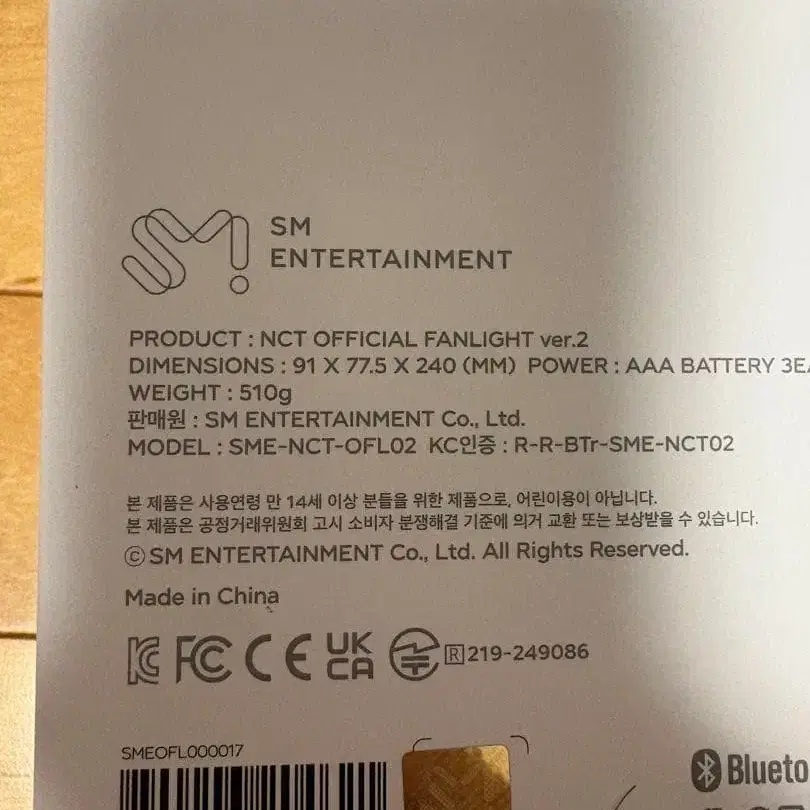 SM
ENTERTAINMENT
PRODUCT : NCT OFFICIAL FANLIGHT ver.2
DIMENSIONS : 91 X 77.5 X 240 (MM) POWER : AAA BATTERY 3EA
WEIGHT : 510g
판매원 : SM ENTERTAINMENT Co., Ltd.
MODEL : SME-NCT-OFL02 KC인증 : R-R-BTr-SME-NCT02
본 제품은 사용연령 만 14세 이상 분들을 위한 제품으로, 어린이용이 아닙니다.
본 제품은 공정거래위원회 고시 소비자 분쟁해결 기준에 의거 교환 또는 보상받을 수 있습니다.
ⓒ SM ENTERTAINMENT Co., Ltd. All Rights Reserved.
Made in China
KC FC CE UK CA R 219-249086
SMEOFL000017
Blueto